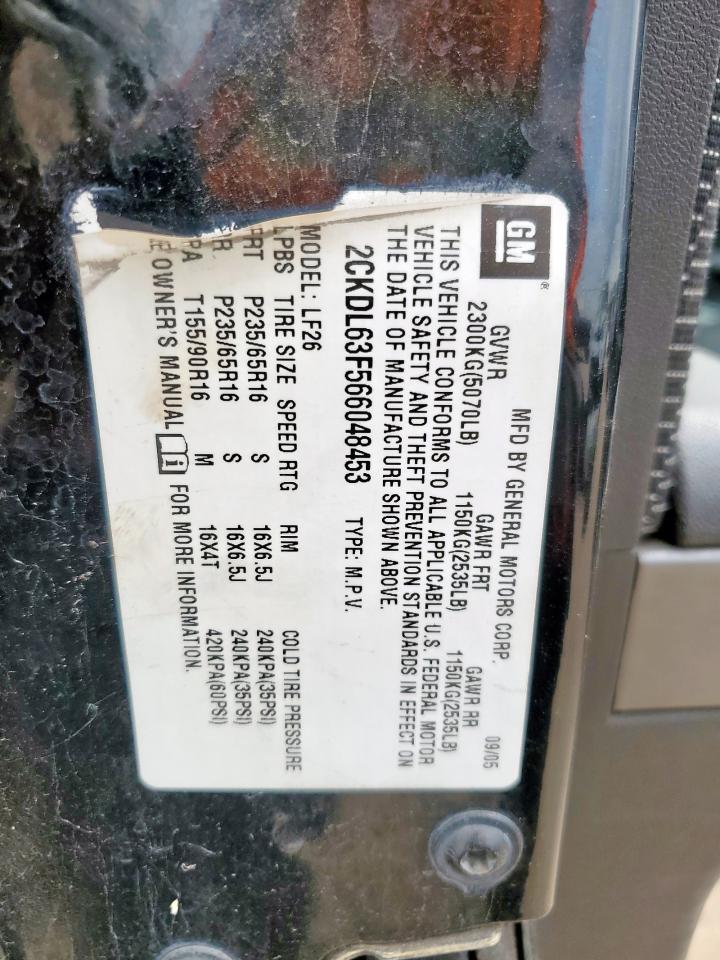 GM
MFD BY GENERAL MOTORS CORP. 09/05
GVWR GAWR FRT GAWR RR
2300KG(5070LB) 1150KG(2535LB) 1150KG(2535LB)
THIS VEHICLE CONFORMS TO ALL APPLICABLE U.S. FEDERAL MOTOR
VEHICLE SAFETY AND THEFT PREVENTION STANDARDS IN EFFECT ON
THE DATE OF MANUFACTURE SHOWN ABOVE.
2CKDL63F566048453 TYPE: M.P.V.
MODEL: LF26
LPBS TIRE SIZE SPEED RTG RIM COLD TIRE PRESSURE
FRT P235/65R16 S 16X6.5J 240KPA(35PSI)
RR P235/65R16 S 16X6.5J 240KPA(35PSI)
PA T155/90R16 M 16X4T 420KPA(60PSI)
OWNER'S MANUAL i FOR MORE INFORMATION.